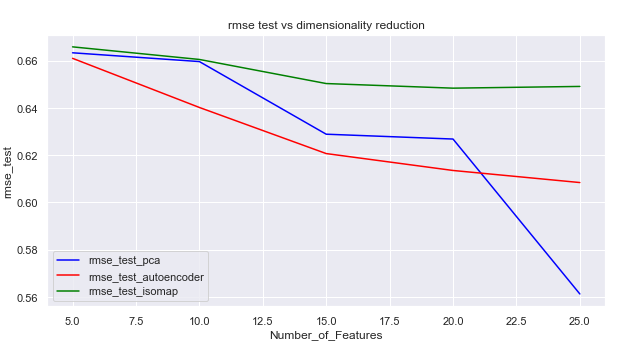 rmse test vs dimensionality reduction
rmse_test
0.66
0.64
0.62
0.60
0.58
0.56
rmse_test_pca
rmse_test_autoencoder
rmse_test_isomap
5.0 7.5 10.0 12.5 15.0 17.5 20.0 22.5 25.0
Number_of_Features